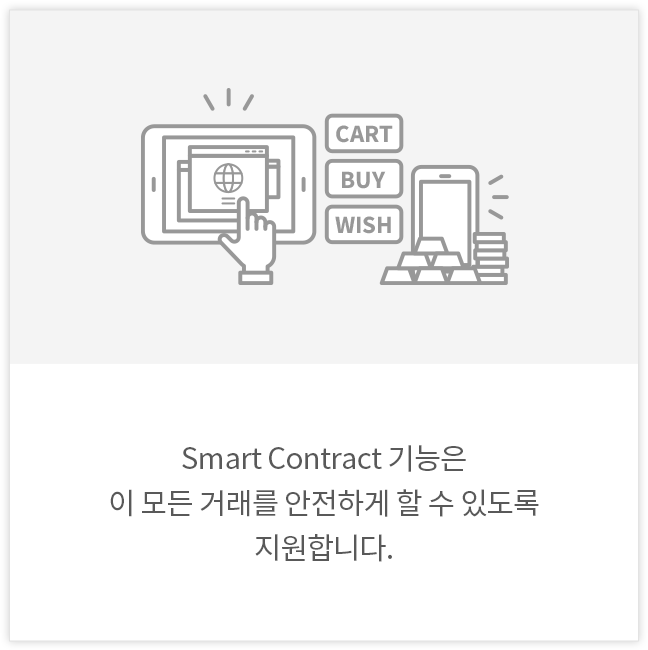 CART
BUY
WISH
Smart Contract 기능은
이 모든 거래를 안전하게 할 수 있도록
지원합니다.